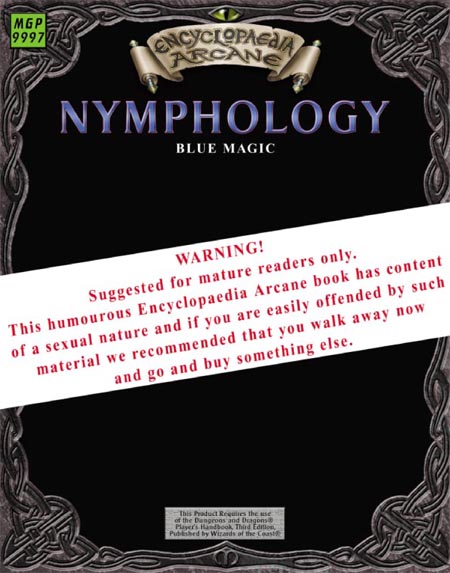 MGP
9997
ENCYCLOPAEDIA
ARCANE
NYMPHOLOGY
BLUE MAGIC
WARNING!
Suggested for mature readers only.
This humourous Encyclopaedia Arcane book has content
of a sexual nature and if you are easily offended by such
material we recommended that you walk away now
and go and buy something else.
This Product Requires the use
of the Dungeons and Dragons®
Player's Handbook, Third Edition,
Published by Wizards of the Coast®